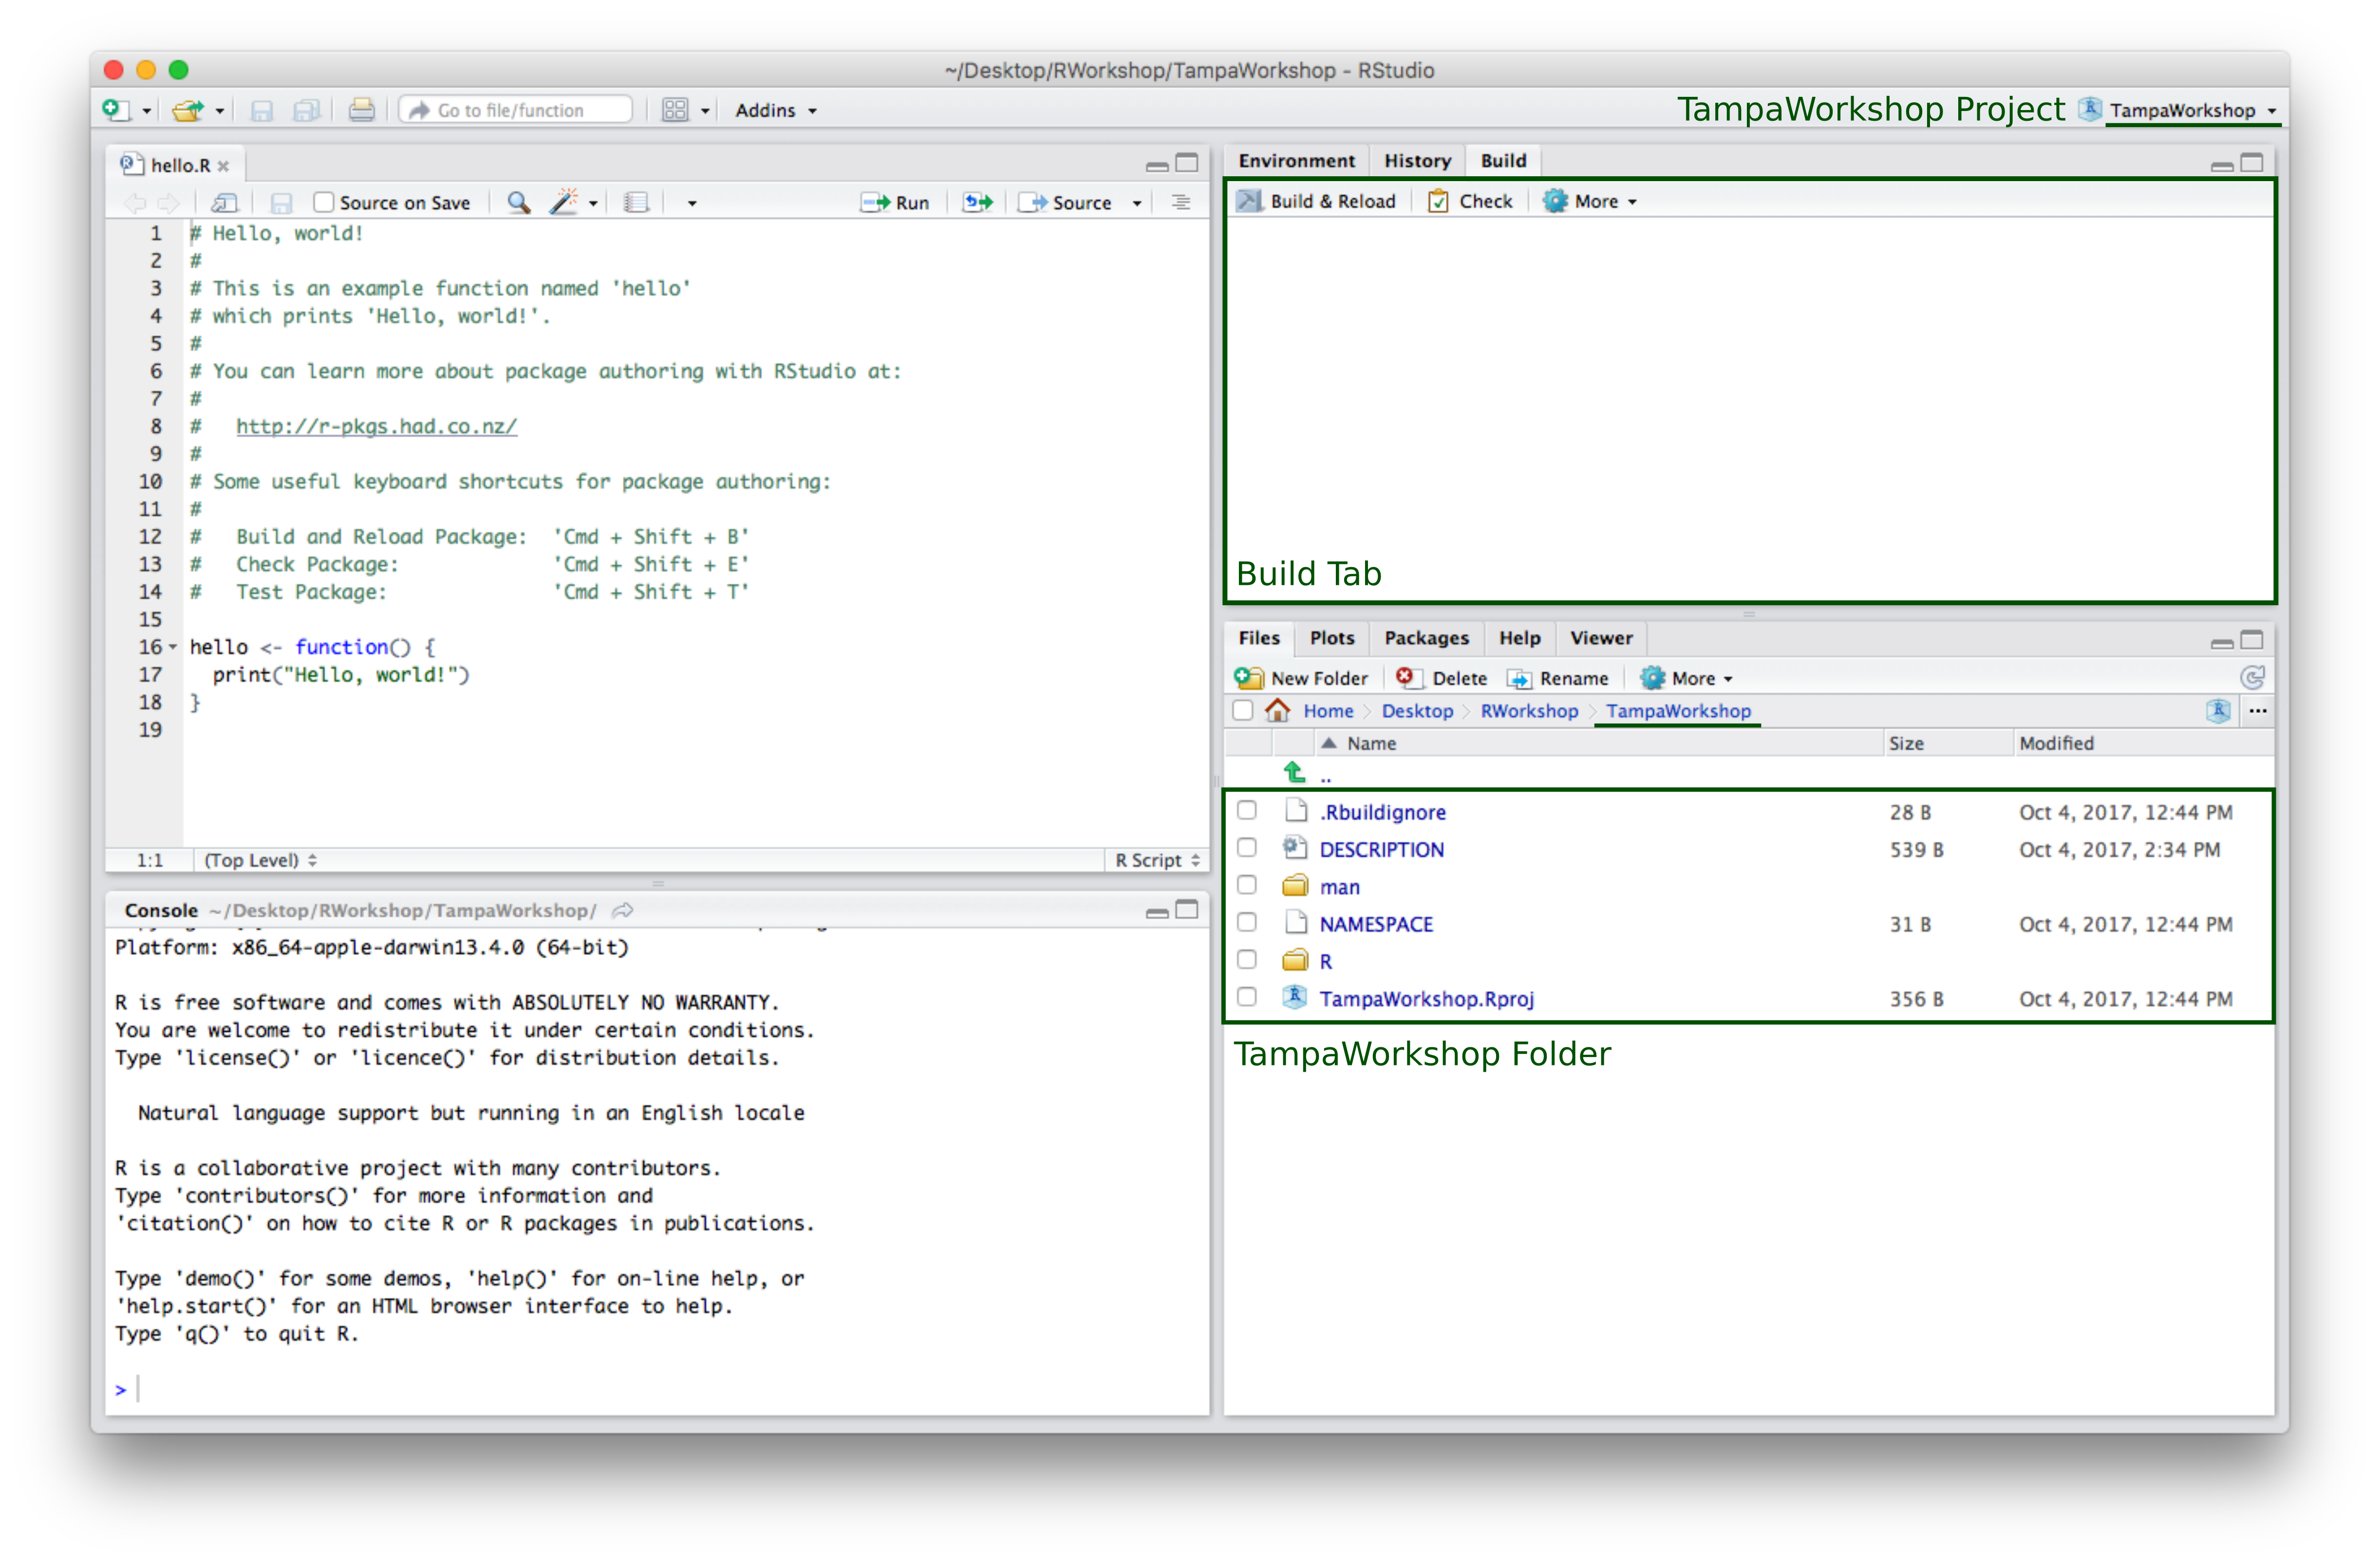 ~/Desktop/RWorkshop/TampaWorkshop - RStudio
Go to file/function
Addins
TampaWorkshop Project
TampaWorkshop
hello.R
Source on Save
Run
Source
1 # Hello, world!
2 #
3 # This is an example function named 'hello'
4 # which prints 'Hello, world!'.
5 #
6 # You can learn more about package authoring with RStudio at:
7 #
8 #   http://r-pkgs.had.co.nz/
9 #
10 # Some useful keyboard shortcuts for package authoring:
11 #
12 #   Build and Reload Package:  'Cmd + Shift + B'
13 #   Check Package:             'Cmd + Shift + E'
14 #   Test Package:              'Cmd + Shift + T'
15
16 hello <- function() {
17   print("Hello, world!")
18 }
19
1:1 (Top Level) R Script
Console ~/Desktop/RWorkshop/TampaWorkshop/
Platform: x86_64-apple-darwin13.4.0 (64-bit)
R is free software and comes with ABSOLUTELY NO WARRANTY.
You are welcome to redistribute it under certain conditions.
Type 'license()' or 'licence()' for distribution details.
Natural language support but running in an English locale
R is a collaborative project with many contributors.
Type 'contributors()' for more information and
'citation()' on how to cite R or R packages in publications.
Type 'demo()' for some demos, 'help()' for on-line help, or
'help.start()' for an HTML browser interface to help.
Type 'q()' to quit R.
>
Environment History Build
Build & Reload Check More
Build Tab
Files Plots Packages Help Viewer
New Folder Delete Rename More
Home Desktop RWorkshop TampaWorkshop ...
Name Size Modified
..
.Rbuildignore 28 B Oct 4, 2017, 12:44 PM
DESCRIPTION 539 B Oct 4, 2017, 2:34 PM
man
NAMESPACE 31 B Oct 4, 2017, 12:44 PM
R
TampaWorkshop.Rproj 356 B Oct 4, 2017, 12:44 PM
TampaWorkshop Folder